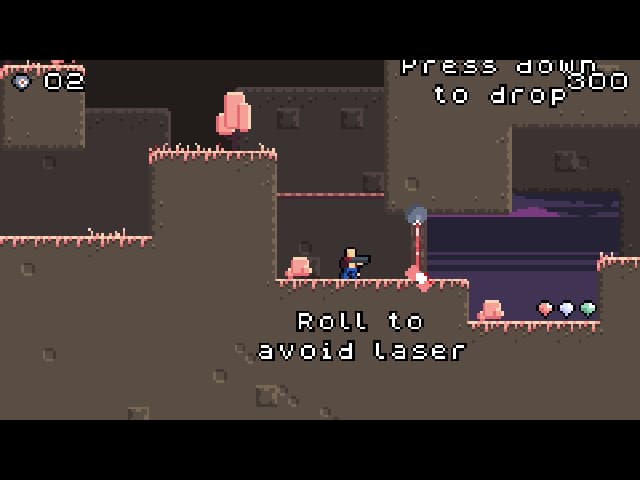 Press down
to drop
02
300
Roll to
avoid laser